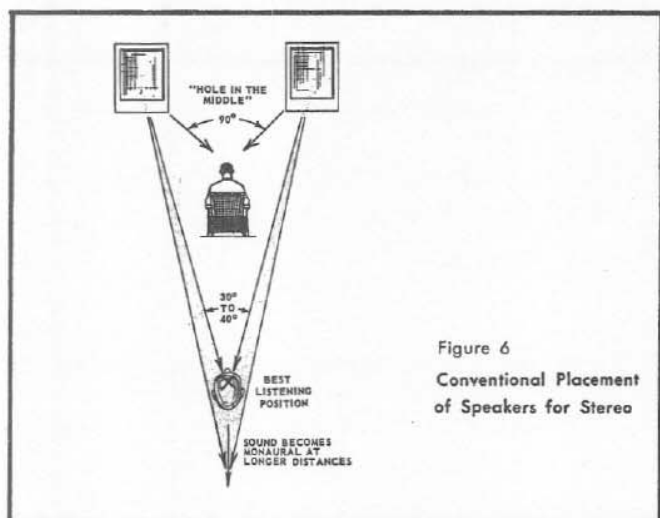 "HOLE IN THE
MIDDLE"
90°
30°
TO
40°
BEST
LISTENING
POSITION
SOUND BECOMES
MONAURAL AT
LONGER DISTANCES
Figure 6
Conventional Placement
of Speakers for Stereo